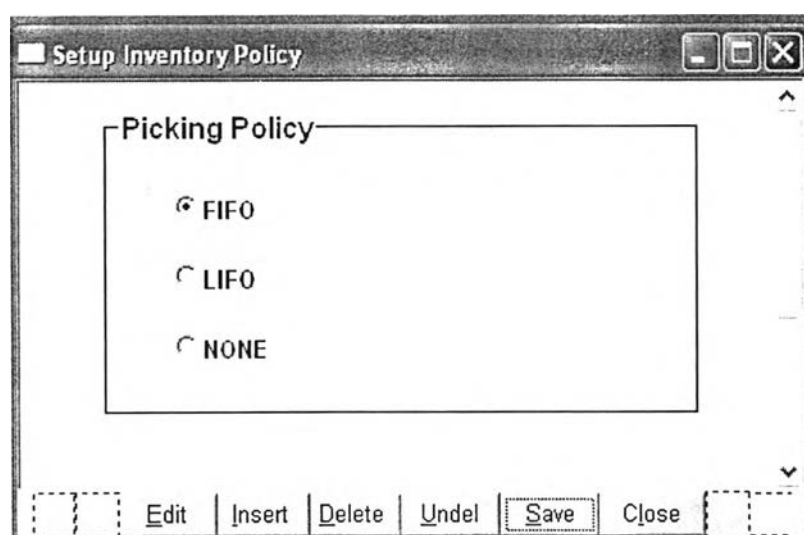 Setup Inventory Policy
Picking Policy
FIFO
LIFO
NONE
Edit Insert Delete Undel Save Close